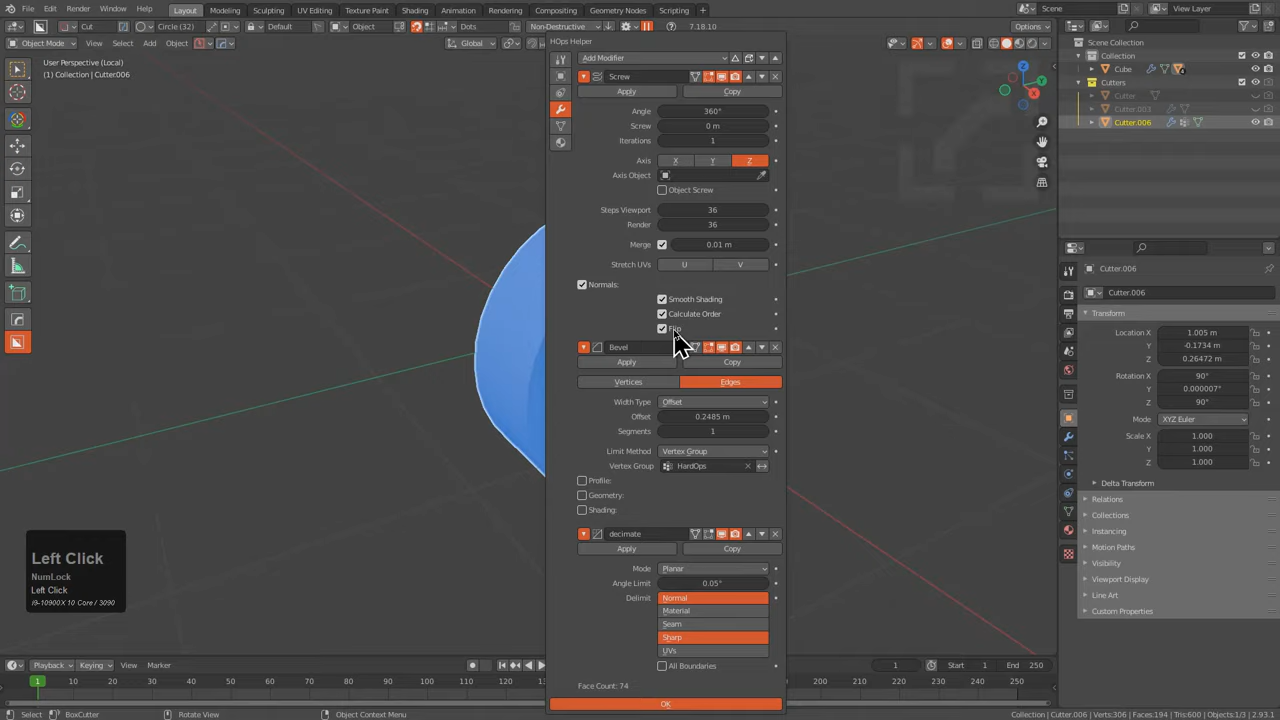 File Edit Render Window Help
Layout Modeling Sculpting UV Editing Texture Paint Shading Animation Rendering Compositing Geometry Nodes Scripting +
Scene View Layer
Cut Circle (32) Default Object Dots Non-Destructive 7.18.10 Options
Object Mode View Select Add Object Global
User Perspective (Local)
(1) Collection | Cutter.006
HOps Helper
Add Modifier
Screw
Apply Copy
Angle 360°
Screw 0 m
Iterations 1
Axis X Y Z
Axis Object
Object Screw
Steps Viewport 36
Render 36
Merge 0.01 m
Stretch UVs U V
Normals:
Smooth Shading
Calculate Order
Flip
Bevel
Apply Copy
Vertices Edges
Width Type Offset
Offset 0.2485 m
Segments 1
Limit Method Vertex Group
Vertex Group HardOps
Profile:
Geometry:
Shading:
decimate
Apply Copy
Mode Planar
Angle Limit 0.05°
Delimit Normal
Material
Seam
Sharp
UVs
All Boundaries
Face Count: 74
OK
Z
Y
X
Scene Collection
Collection
Cube 4
Cutters
Cutter
Cutter.003
Cutter.006
Cutter.006
Cutter.006
Transform
Location X 1.005 m
Y -0.1734 m
Z 0.26472 m
Rotation X 90°
Y 0.000007°
Z 90°
Mode XYZ Euler
Scale X 1.000
Y 1.000
Z 1.000
Delta Transform
Relations
Collections
Instancing
Motion Paths
Visibility
Viewport Display
Line Art
Custom Properties
Left Click
NumLock
Left Click
i9-10900X 10 Core / 3090
Playback Keying View Marker 1 Start 1 End 250
1 10 20 30 40 50 60 70 80 90 100 110 120 130 140 150 160 170 180 190 200 210 220 230 240 250
Select BoxCutter Rotate View Object Context Menu Collection | Cutter.006 | Verts:306 | Faces:194 | Tris:600 | Objects:1/3 | 2.93.1